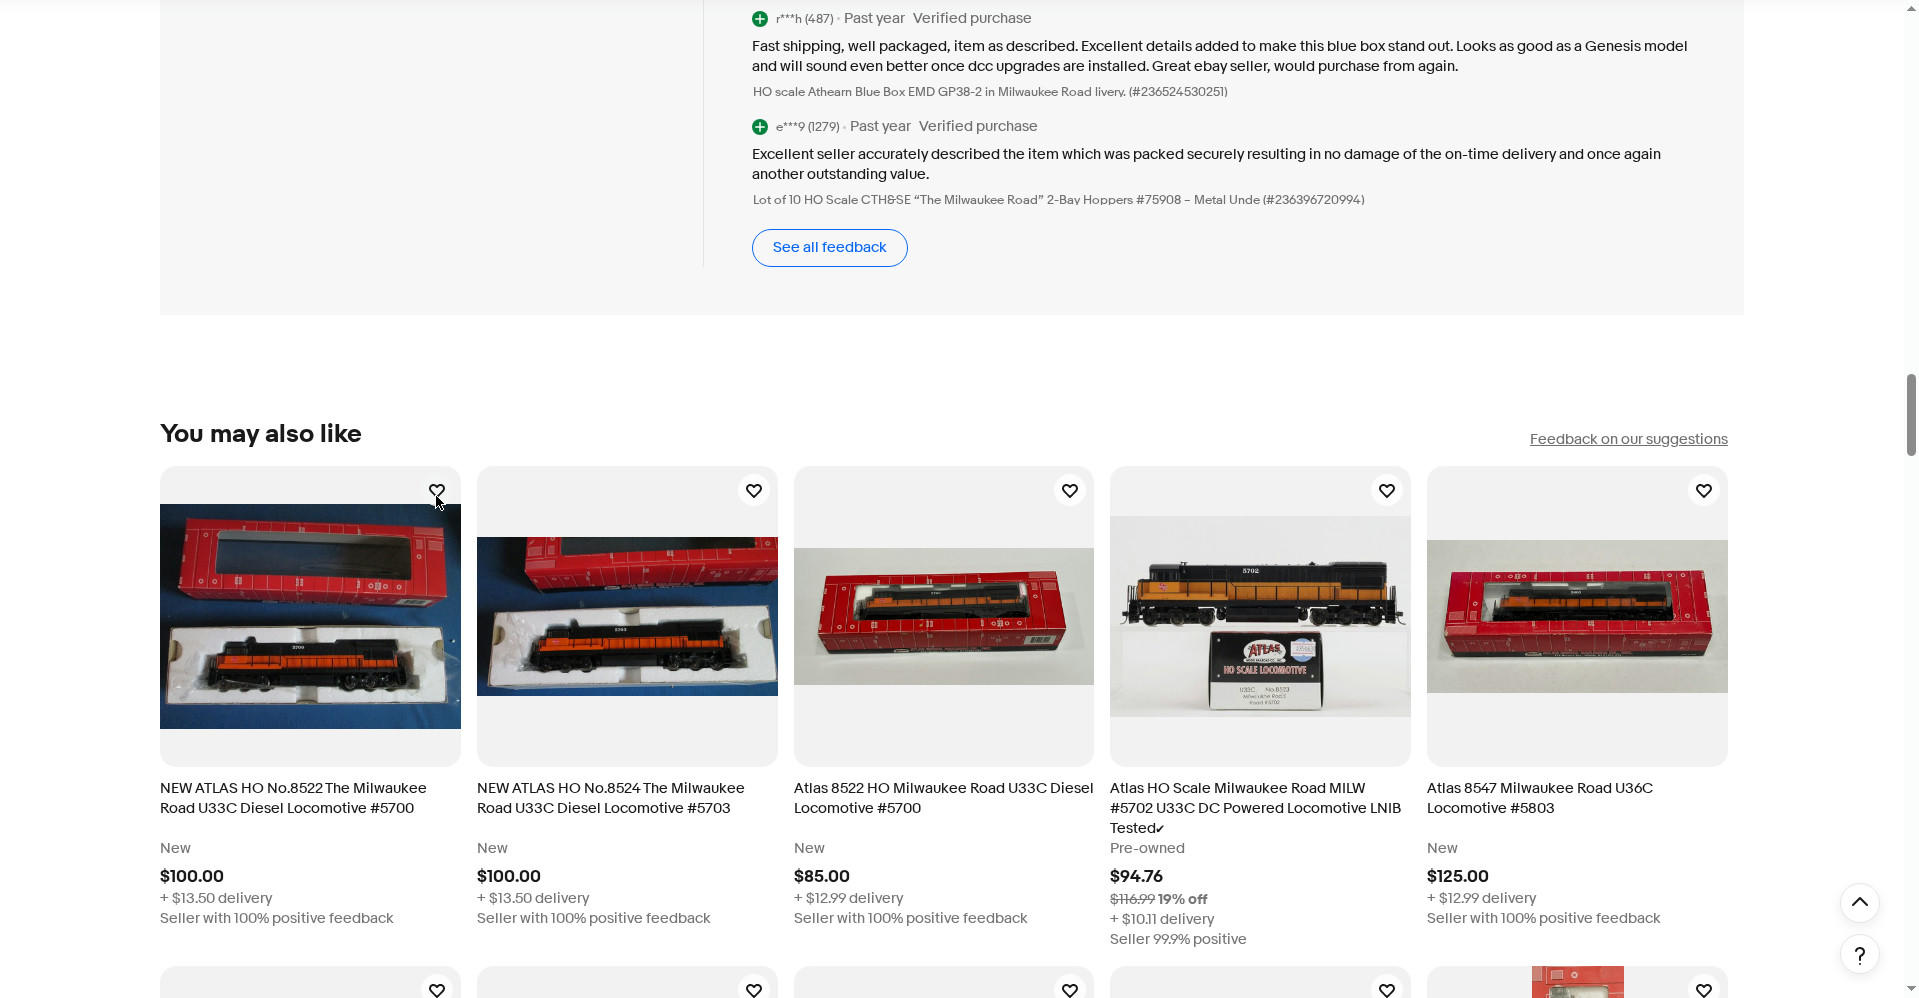 r***h (487) · Past year Verified purchase
Fast shipping, well packaged, item as described. Excellent details added to make this blue box stand out. Looks as good as a Genesis model
and will sound even better once dcc upgrades are installed. Great ebay seller, would purchase from again.
HO scale Athearn Blue Box EMD GP38-2 in Milwaukee Road livery. (#236524530251)
e***9 (1279) · Past year Verified purchase
Excellent seller accurately described the item which was packed securely resulting in no damage of the on-time delivery and once again
another outstanding value.
Lot of 10 HO Scale CTH&SE “The Milwaukee Road” 2-Bay Hoppers #75908 – Metal Unde (#236396720994)
See all feedback
You may also like
Feedback on our suggestions
5700
5703
5702
ATLAS
HO SCALE LOCOMOTIVE
U33C No.8523
Milwaukee Road
Road #5702
NEW ATLAS HO No.8522 The Milwaukee
Road U33C Diesel Locomotive #5700
New
$100.00
+ $13.50 delivery
Seller with 100% positive feedback
NEW ATLAS HO No.8524 The Milwaukee
Road U33C Diesel Locomotive #5703
New
$100.00
+ $13.50 delivery
Seller with 100% positive feedback
Atlas 8522 HO Milwaukee Road U33C Diesel
Locomotive #5700
New
$85.00
+ $12.99 delivery
Seller with 100% positive feedback
Atlas HO Scale Milwaukee Road MILW
#5702 U33C DC Powered Locomotive LNIB
Tested✔
Pre-owned
$94.76
$116.99 19% off
+ $10.11 delivery
Seller 99.9% positive
Atlas 8547 Milwaukee Road U36C
Locomotive #5803
New
$125.00
+ $12.99 delivery
Seller with 100% positive feedback
?